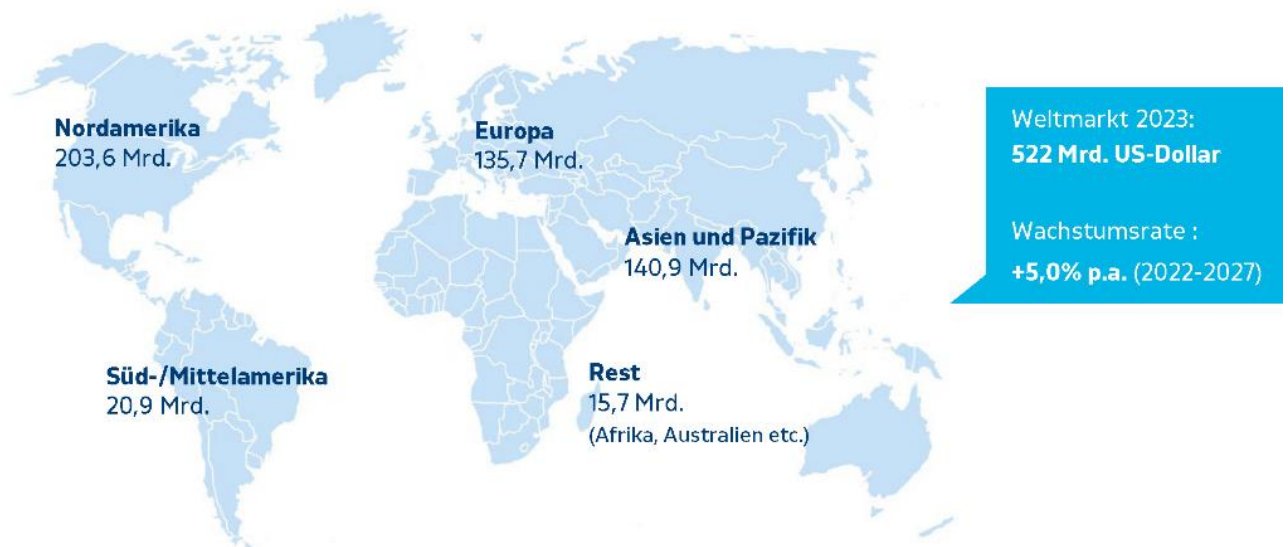 Nordamerika
203,6 Mrd.
Europa
135,7 Mrd.
Asien und Pazifik
140,9 Mrd.
Süd-/Mittelamerika
20,9 Mrd.
Rest
15,7 Mrd.
(Afrika, Australien etc.)
Weltmarkt 2023:
522 Mrd. US-Dollar
Wachstumsrate :
+5,0% p.a. (2022-2027)